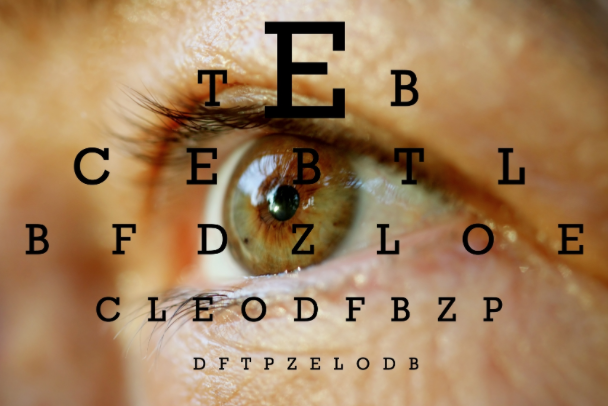 E
T B
C E B T L
B F D Z L O E
C L E O D F B Z P
D F T P Z E L O D B